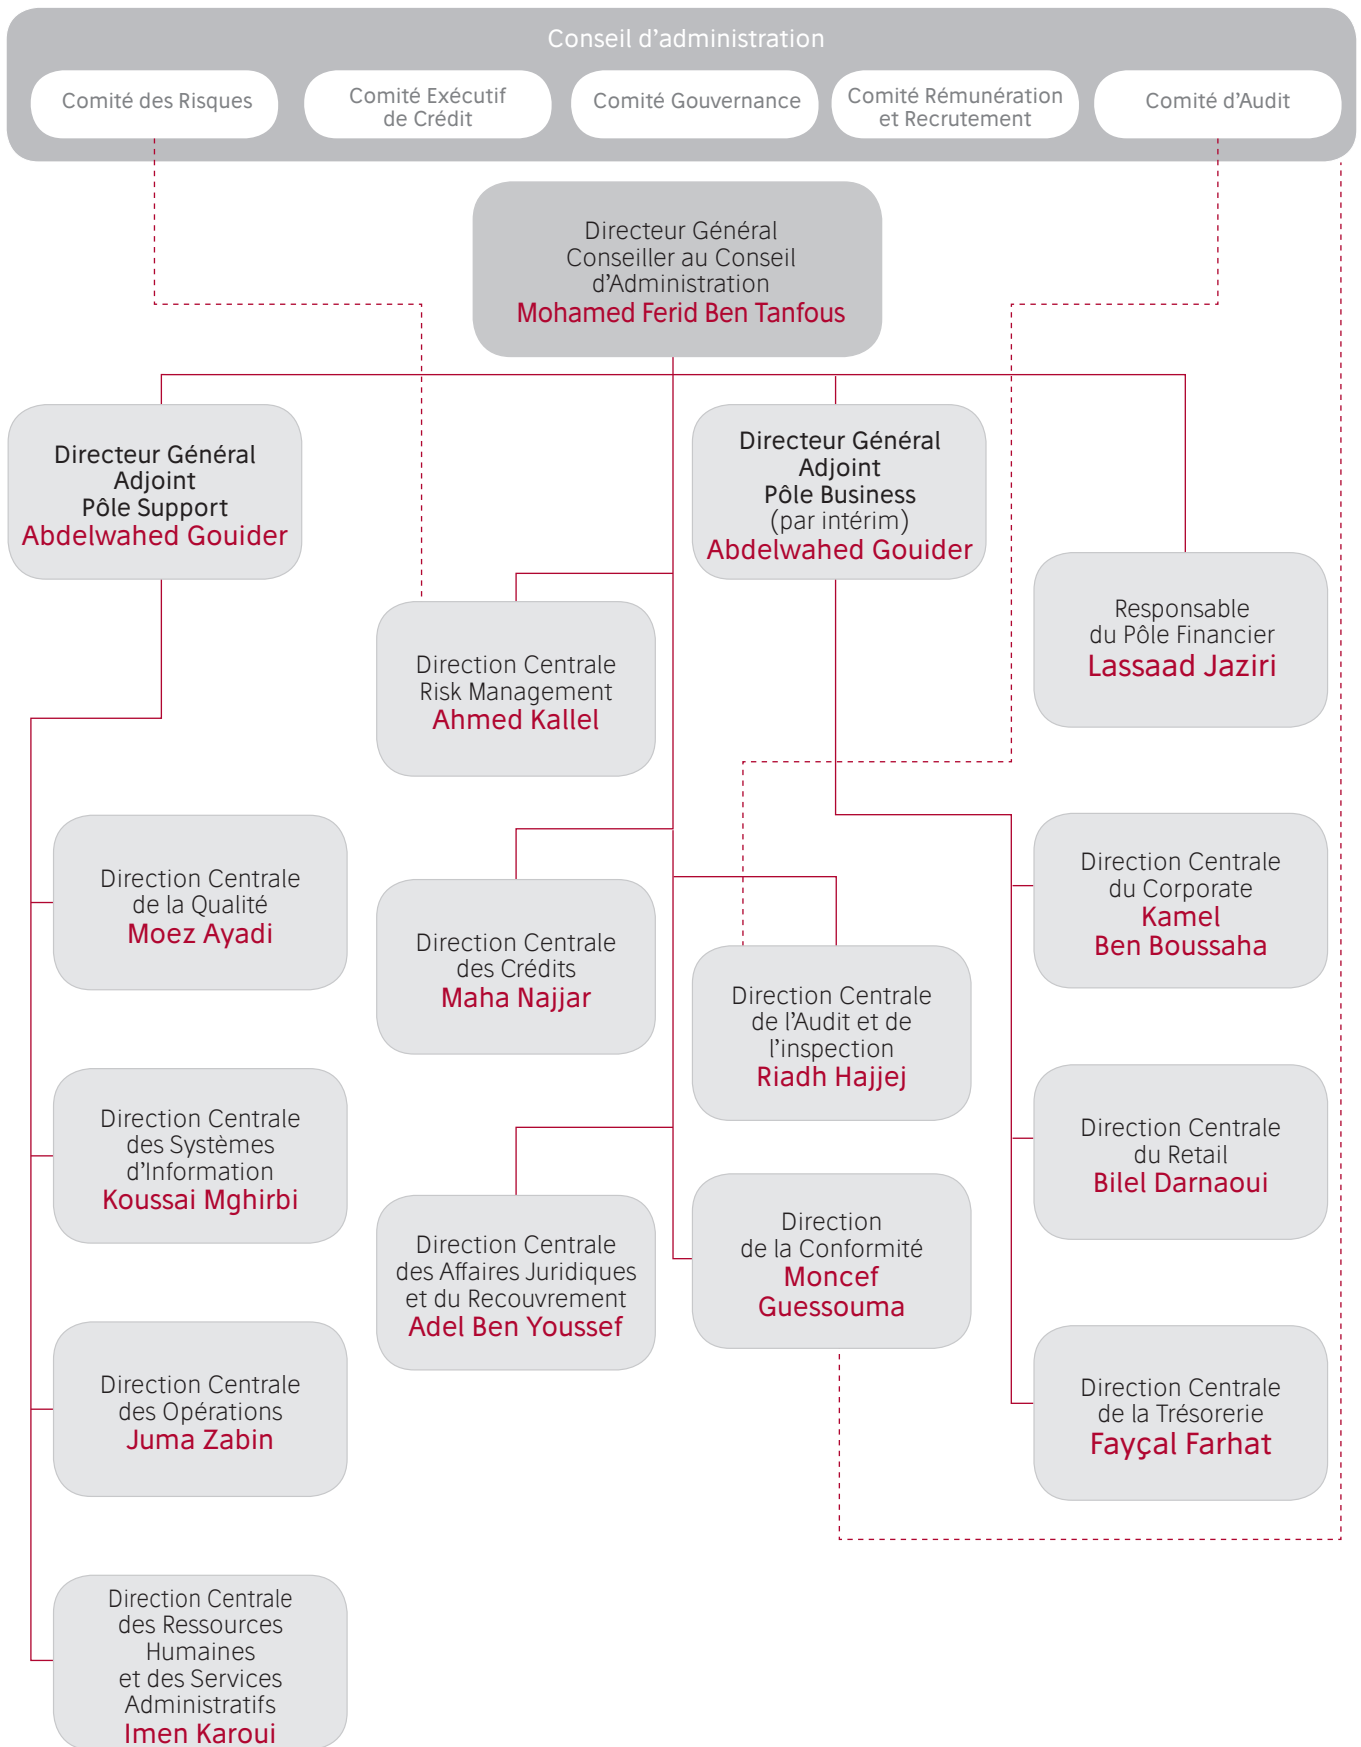 Conseil d’administration
Comité des Risques
Comité Exécutif
de Crédit
Comité Gouvernance
Comité Rémunération
et Recrutement
Comité d’Audit
Directeur Général
Conseiller au Conseil
d’Administration
Mohamed Ferid Ben Tanfous
Directeur Général
Adjoint
Pôle Support
Abdelwahed Gouider
Directeur Général
Adjoint
Pôle Business
(par intérim)
Abdelwahed Gouider
Responsable
du Pôle Financier
Lassaad Jaziri
Direction Centrale
Risk Management
Ahmed Kallel
Direction Centrale
de la Qualité
Moez Ayadi
Direction Centrale
des Crédits
Maha Najjar
Direction Centrale
de l’Audit et de
l’inspection
Riadh Hajjej
Direction Centrale
du Corporate
Kamel
Ben Boussaha
Direction Centrale
des Systèmes
d’Information
Koussai Mghirbi
Direction Centrale
des Affaires Juridiques
et du Recouvrement
Adel Ben Youssef
Direction
de la Conformité
Moncef
Guessouma
Direction Centrale
du Retail
Bilel Darnaoui
Direction Centrale
des Opérations
Juma Zabin
Direction Centrale
de la Trésorerie
Fayçal Farhat
Direction Centrale
des Ressources
Humaines
et des Services
Administratifs
Imen Karoui